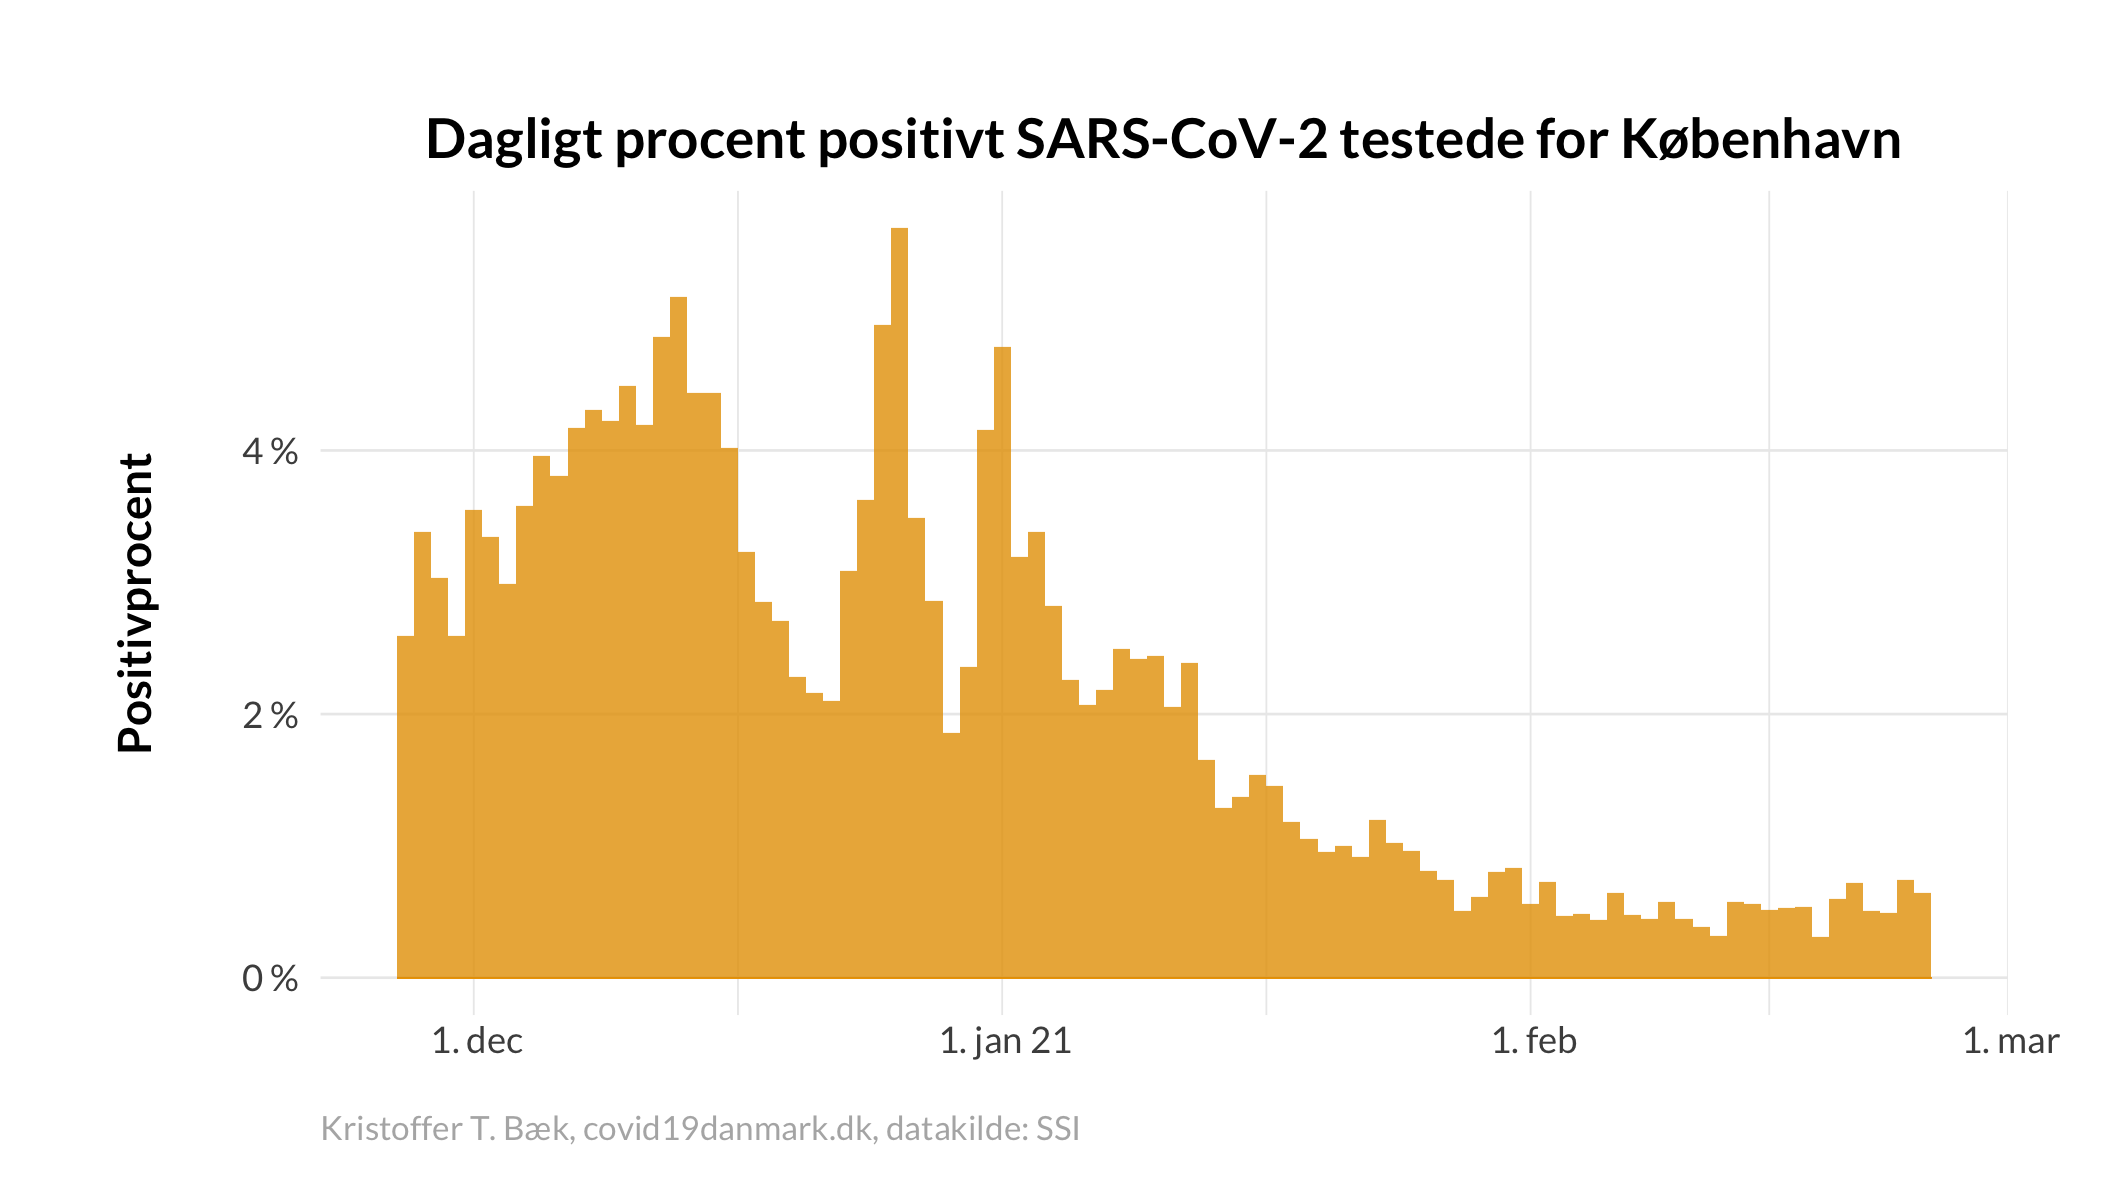 Dagligt procent positivt SARS-CoV-2 testede for København
Positivprocent
4 %
2 %
0 %
1. dec
1. jan 21
1. feb
1. mar
Kristoffer T. Bæk, covid19danmark.dk, datakilde: SSI